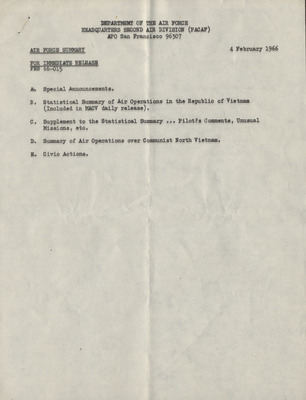 DEPARTMENT OF THE AIR FORCE
HEADQUARTERS SECOND AIR DIVISION (PACAF)
APO San Francisco 96307
AIR FORCE SUMMARY 4 February 1966
FOR IMMEDIATE RELEASE
PNR 66-015
A. Special Announcements.
B. Statistical Summary of Air Operations in the Republic of Vietnam
(Included in MACV daily release).
C. Supplement to the Statistical Summary ... Pilot's Comments, Unusual
Missions, etc.
D. Summary of Air Operations over Communist North Vietnam.
E. Civic Actions.